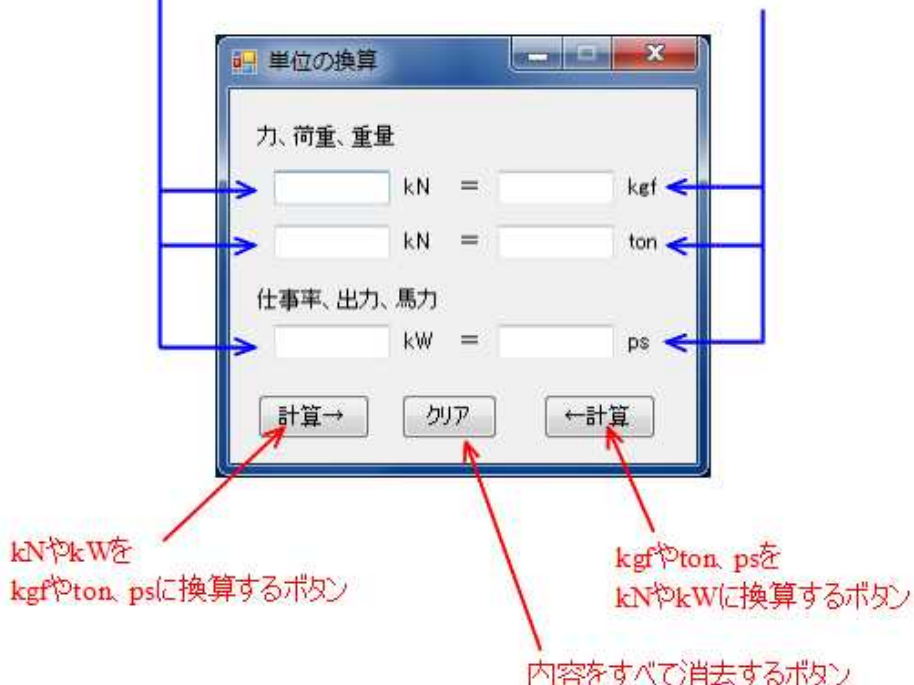 単位の換算
力、荷重、重量
kN = kgf
kN = ton
仕事率、出力、馬力
kW = ps
計算→ クリア ←計算
kNやkWを
kgfやton、psに換算するボタン
kgfやton、psを
kNやkWに換算するボタン
内容をすべて消去するボタン